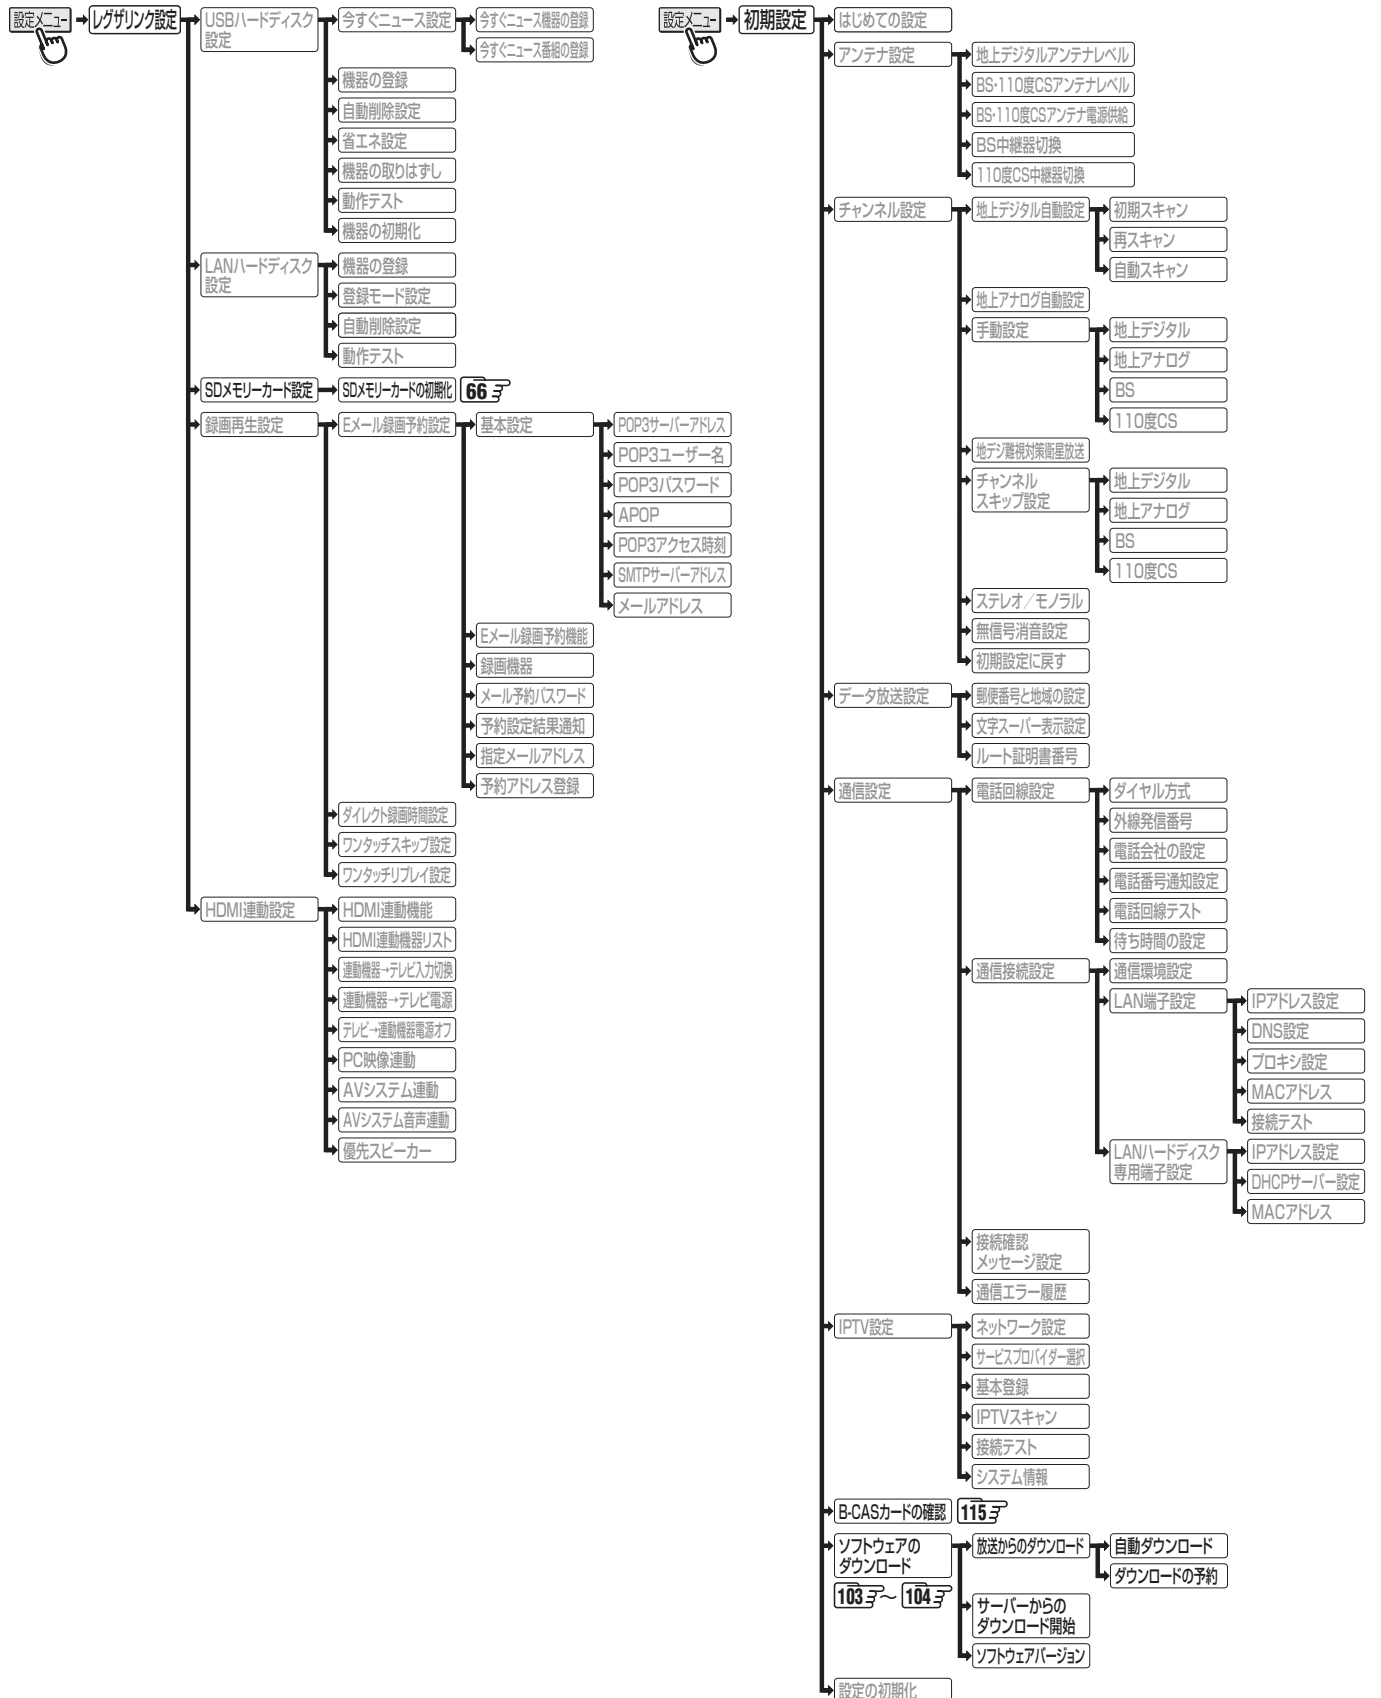 設定メニュー
レグザリンク設定
USBハードディスク
設定
今すぐニュース設定
今すぐニュース機器の登録
今すぐニュース番組の登録
機器の登録
自動削除設定
省エネ設定
機器の取りはずし
動作テスト
機器の初期化
LANハードディスク
設定
機器の登録
登録モード設定
自動削除設定
動作テスト
SDメモリーカード設定
SDメモリーカードの初期化
66
録画再生設定
Eメール録画予約設定
基本設定
POP3サーバーアドレス
POP3ユーザー名
POP3パスワード
APOP
POP3アクセス時刻
SMTPサーバーアドレス
メールアドレス
Eメール録画予約機能
録画機器
メール予約パスワード
予約設定結果通知
指定メールアドレス
予約アドレス登録
ダイレクト録画時間設定
ワンタッチスキップ設定
ワンタッチリプレイ設定
HDMI連動設定
HDMI連動機能
HDMI連動機器リスト
連動機器→テレビ入力切換
連動機器→テレビ電源
テレビ→連動機器電源オフ
PC映像連動
AVシステム連動
AVシステム音声連動
優先スピーカー
設定メニュー
初期設定
はじめての設定
アンテナ設定
地上デジタルアンテナレベル
BS・110度CSアンテナレベル
BS・110度CSアンテナ電源供給
BS中継器切換
110度CS中継器切換
チャンネル設定
地上デジタル自動設定
初期スキャン
再スキャン
自動スキャン
地上アナログ自動設定
手動設定
地上デジタル
地上アナログ
BS
110度CS
地デジ難視対策衛星放送
チャンネル
スキップ設定
地上デジタル
地上アナログ
BS
110度CS
ステレオ／モノラル
無信号消音設定
初期設定に戻す
データ放送設定
郵便番号と地域の設定
文字スーパー表示設定
ルート証明書番号
通信設定
電話回線設定
ダイヤル方式
外線発信番号
電話会社の設定
電話番号通知設定
電話回線テスト
待ち時間の設定
通信接続設定
通信環境設定
LAN端子設定
IPアドレス設定
DNS設定
プロキシ設定
MACアドレス
接続テスト
LANハードディスク
専用端子設定
IPアドレス設定
DHCPサーバー設定
MACアドレス
接続確認
メッセージ設定
通信エラー履歴
IPTV設定
ネットワーク設定
サービスプロバイダー選択
基本登録
IPTVスキャン
接続テスト
システム情報
B-CASカードの確認
115
ソフトウェアの
ダウンロード
103～104
放送からのダウンロード
自動ダウンロード
ダウンロードの予約
サーバーからの
ダウンロード開始
ソフトウェアバージョン
設定の初期化